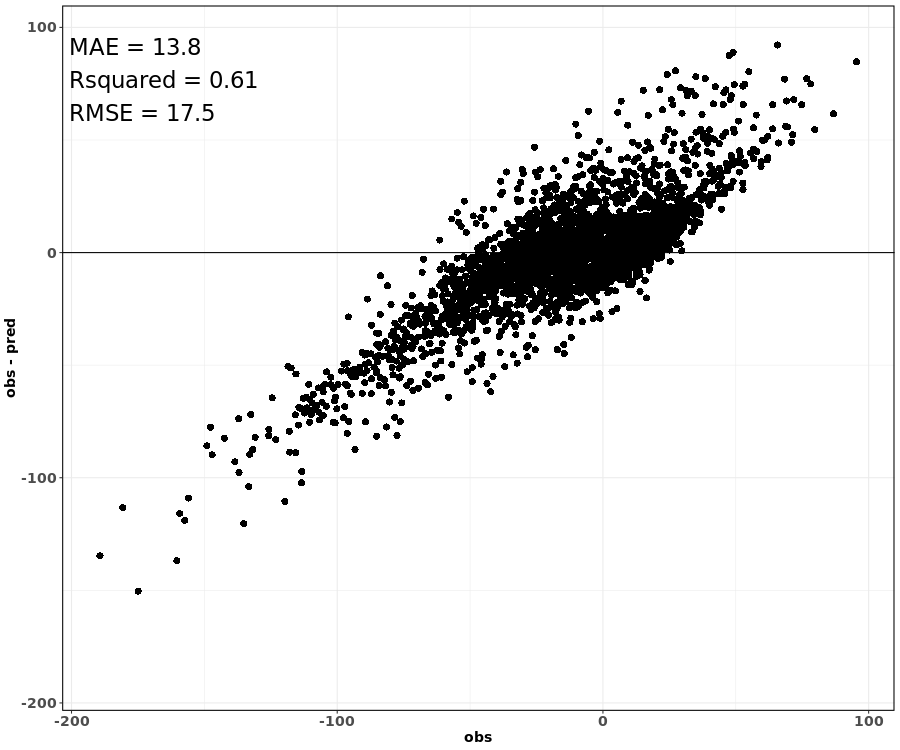 100
MAE = 13.8
Rsquared = 0.61
RMSE = 17.5
0
-100
-200
obs - pred
-200 -100 0 100
obs